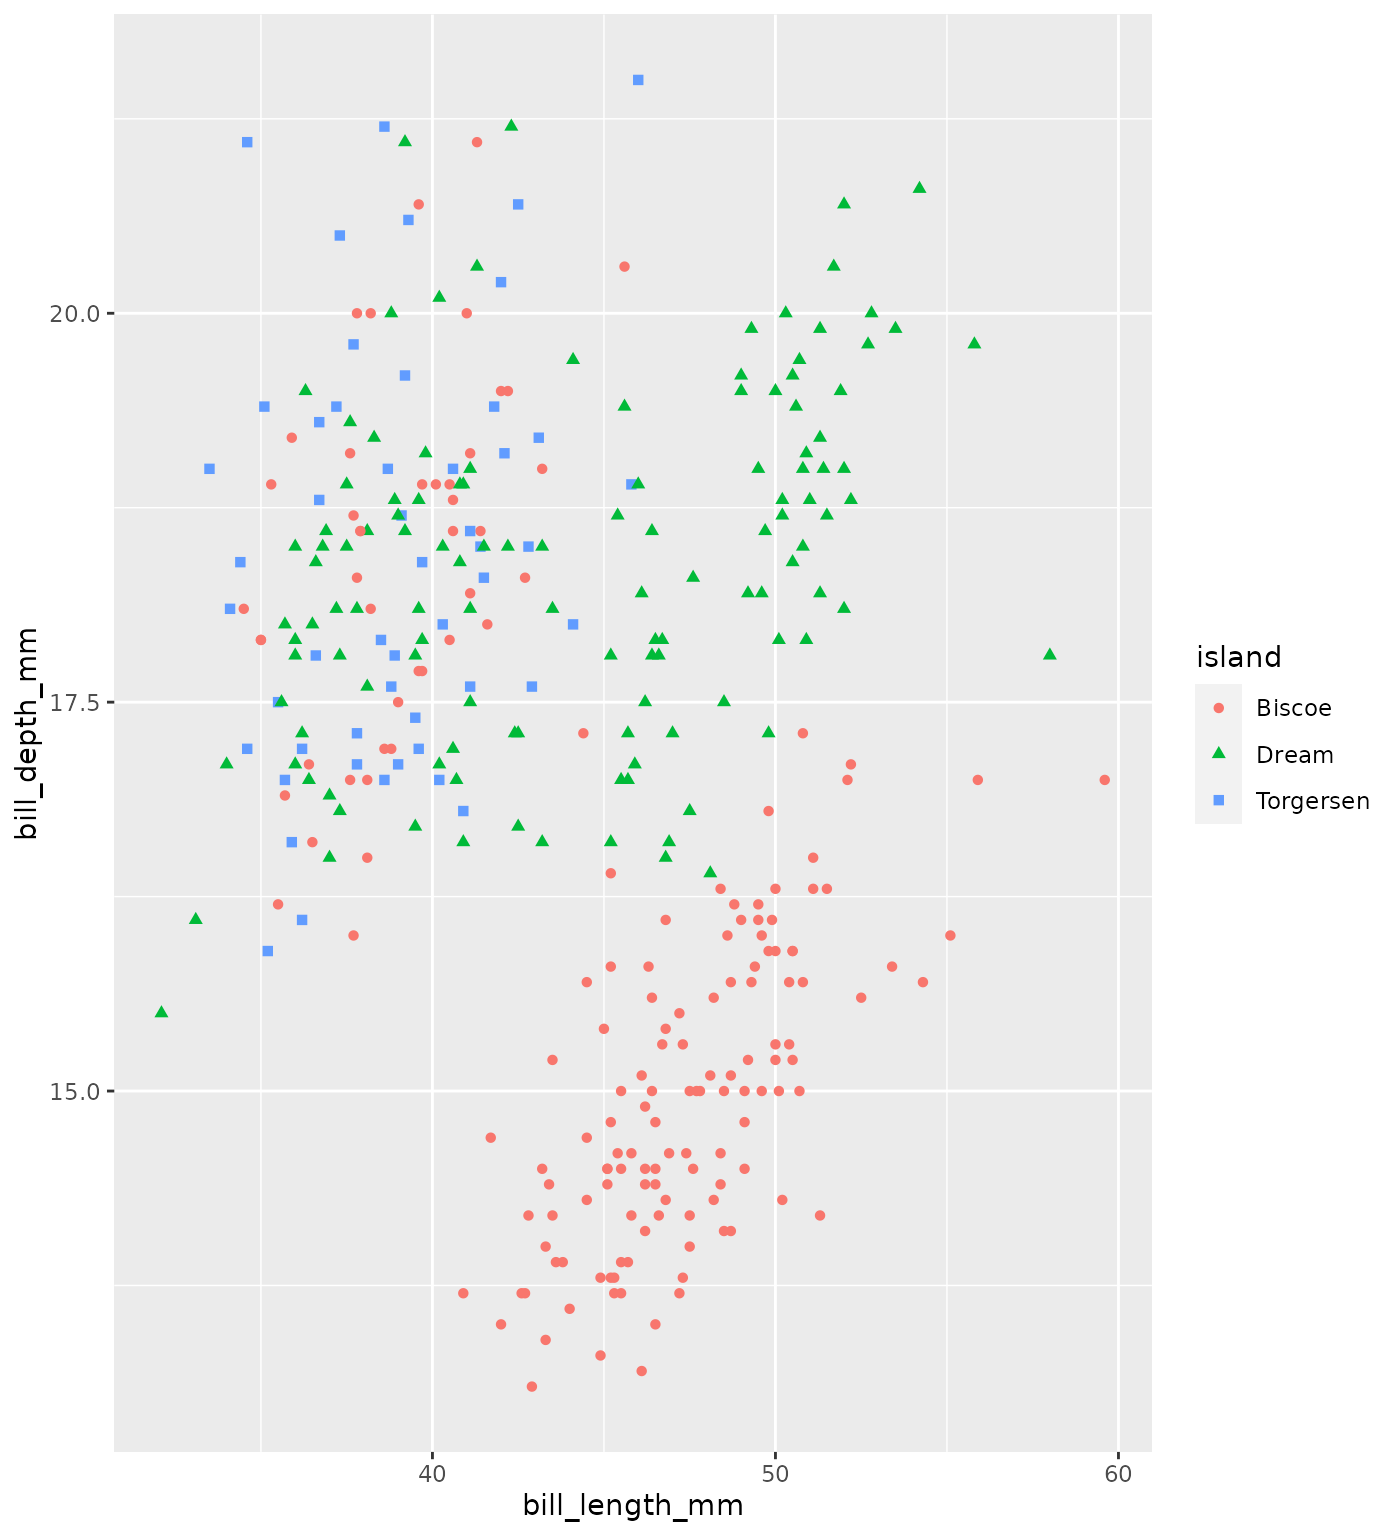 20.0
17.5
15.0
bill_depth_mm
40
50
60
bill_length_mm
island
Biscoe
Dream
Torgersen